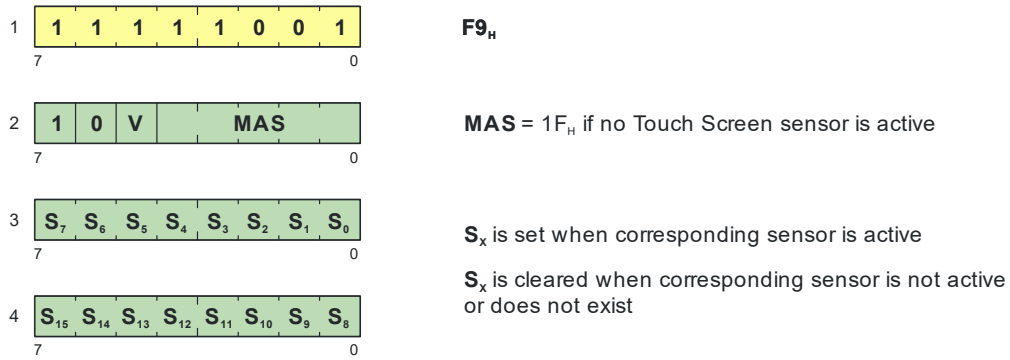 1 1 1 1 1 1 0 0 1 F9H
7 0
2 1 0 V MAS MAS = 1FH if no Touch Screen sensor is active
7 0
3 S7 S6 S5 S4 S3 S2 S1 S0
7 0
Sx is set when corresponding sensor is active
Sx is cleared when corresponding sensor is not active
or does not exist
4 S15 S14 S13 S12 S11 S10 S9 S8
7 0